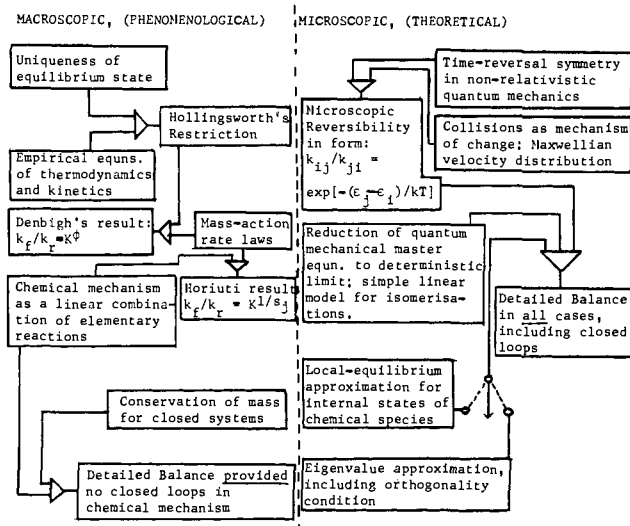 MACROSCOPIC, (PHENOMENOLOGICAL)
MICROSCOPIC, (THEORETICAL)
Uniqueness of
equilibrium state
Hollingsworth's
Restriction
Empirical equns.
of thermodynamics
and kinetics
Denbigh's result:
k_f/k_r=K^ϕ
Mass-action
rate laws
Chemical mechanism
as a linear combina
tion of elementary
reactions
Horiuti result
k_f/k_r = K^1/s_j
Conservation of mass
for closed systems
Detailed Balance provided
no closed loops in
chemical mechanism
Time-reversal symmetry
in non-relativistic
quantum mechanics
Microscopic
Reversibility
in form:
k_ij/k_ji =
exp[-(ε_j-ε_i)/kT]
Collisions as mechanism
of change; Maxwellian
velocity distribution
Reduction of quantum
mechanical master
equn. to deterministic
limit; simple linear
model for isomerisa-
tions.
Detailed Balance
in all cases,
including closed
loops
Local-equilibrium
approximation for
internal states of
chemical species
Eigenvalue approximation,
including orthogonality
condition